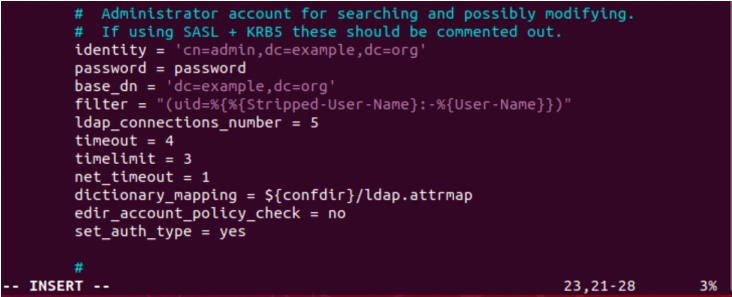 #  Administrator account for searching and possibly modifying.
#  If using SASL + KRB5 these should be commented out.
identity = 'cn=admin,dc=example,dc=org'
password = password
base_dn = 'dc=example,dc=org'
filter = "(uid=%{%{Stripped-User-Name}:-%{User-Name}})"
ldap_connections_number = 5
timeout = 4
timelimit = 3
net_timeout = 1
dictionary_mapping = ${confdir}/ldap.attrmap
edir_account_policy_check = no
set_auth_type = yes
#
-- INSERT -- 23,21-28 3%